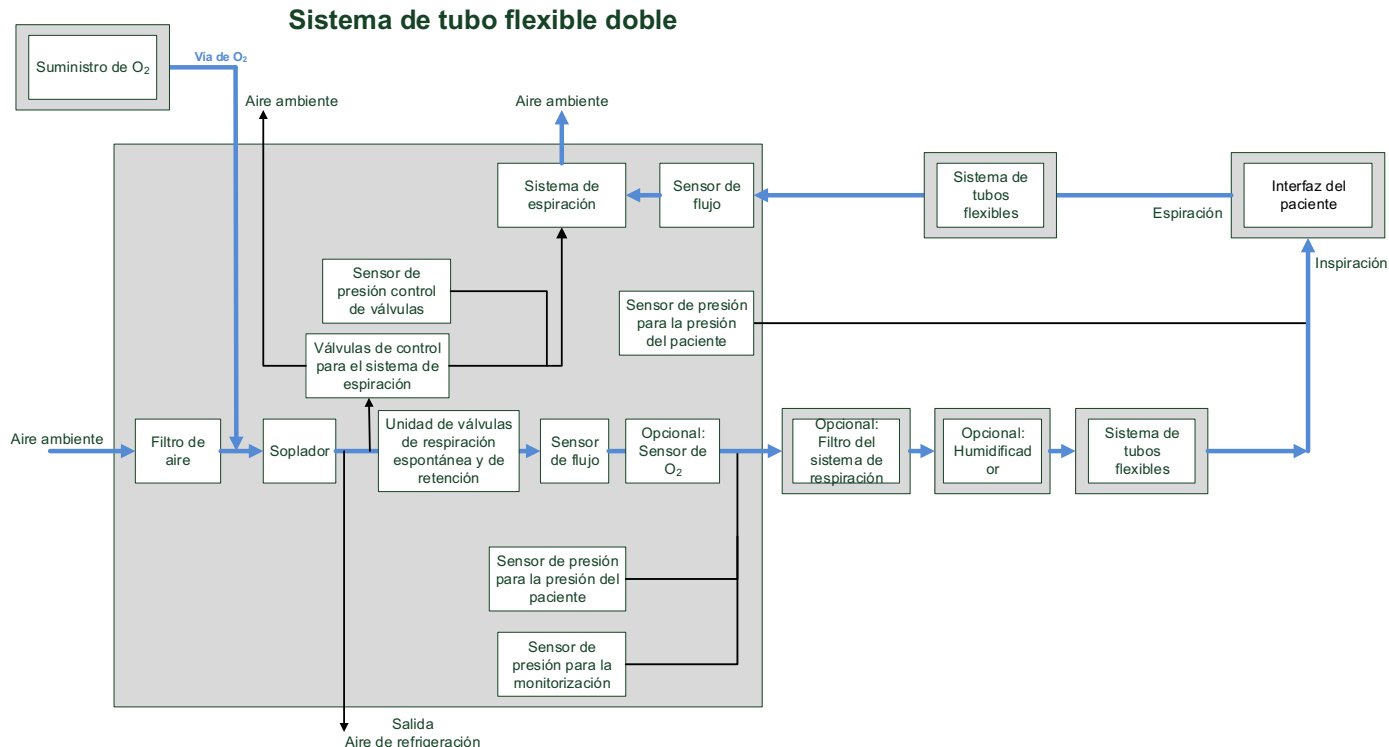 Sistema de tubo flexible doble
Suministro de O₂
Via de O₂
Aire ambiente
Aire ambiente
Sistema de
espiración
Sensor de
flujo
Sistema de
tubos
flexibles
Espiración
Interfaz del
paciente
Inspiración
Sensor de
presión control
de válvulas
Sensor de presión
para la presión
del paciente
Válvulas de control
para el sistema de
espiración
Aire ambiente
Filtro de
aire
Soplador
Unidad de válvulas
de respiración
espontánea y de
retención
Sensor
de flujo
Opcional:
Sensor de
O₂
Opcional:
Filtro del
sistema de
respiración
Opcional:
Humidificad
or
Sistema de
tubos
flexibles
Sensor de presión
para la presión del
paciente
Sensor de
presión para la
monitorización
Salida
Aire de refrigeración